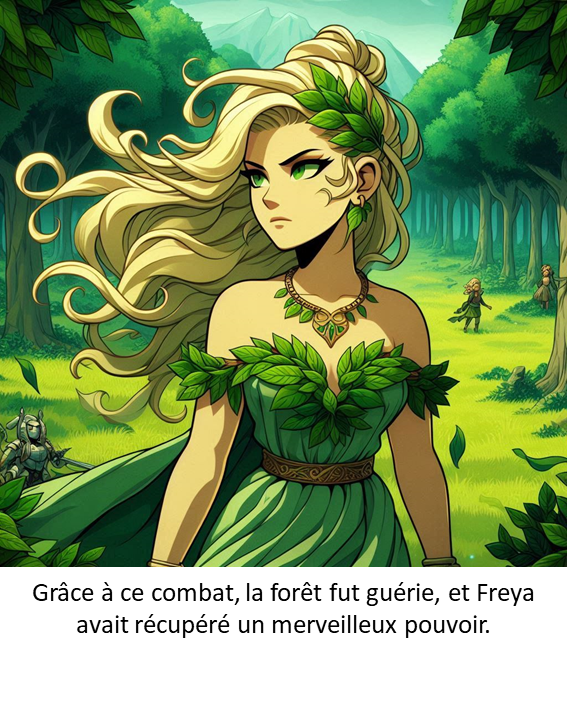 Grâce à ce combat, la forêt fut guérie, et Freya
avait récupéré un merveilleux pouvoir.